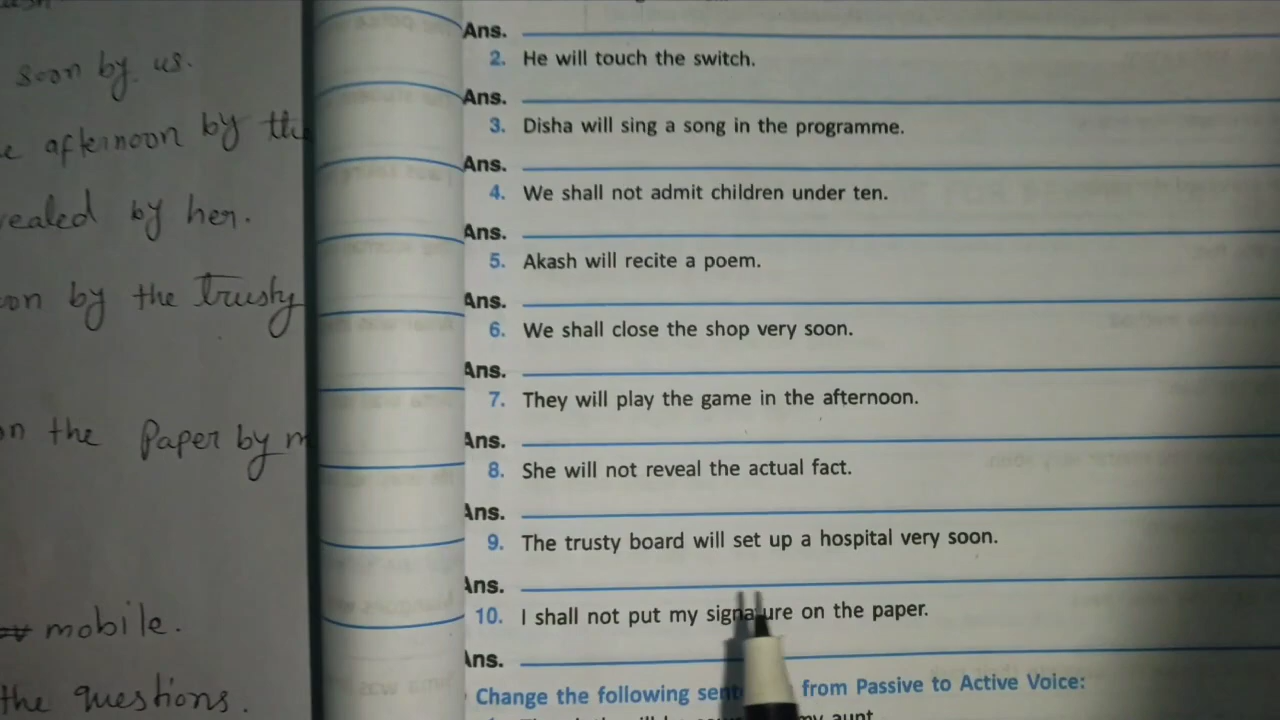 soon by us.
afternoon by the
vealed by her.
on by the trusty
on the Paper by m
mobile.
the questions.
Ans.
2. He will touch the switch.
Ans.
3. Disha will sing a song in the programme.
Ans.
4. We shall not admit children under ten.
Ans.
5. Akash will recite a poem.
Ans.
6. We shall close the shop very soon.
Ans.
7. They will play the game in the afternoon.
Ans.
8. She will not reveal the actual fact.
Ans.
9. The trusty board will set up a hospital very soon.
Ans.
10. I shall not put my signature on the paper.
Ans.
Change the following sent from Passive to Active Voice:
my aunt